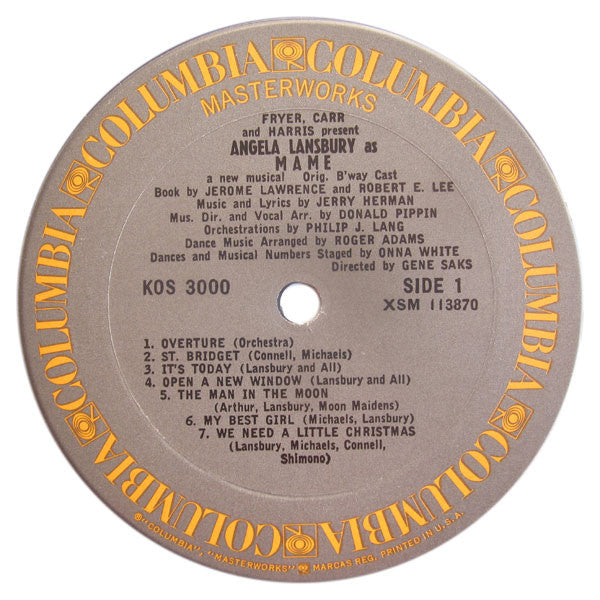 COLUMBIA COLUMBIA COLUMBIA COLUMBIA COLUMBIA COLUMBIA COLUMBIA COLUMBIA
MASTERWORKS
FRYER, CARR
and HARRIS present
ANGELA LANSBURY as
MAME
a new musical Orig. B'way Cast
Book by JEROME LAWRENCE and ROBERT E. LEE
Music and Lyrics by JERRY HERMAN
Mus. Dir. and Vocal Arr. by DONALD PIPPIN
Orchestrations by PHILIP J. LANG
Dance Music Arranged by ROGER ADAMS
Dances and Musical Numbers Staged by ONNA WHITE
Directed by GENE SAKS
KOS 3000
SIDE 1
XSM 113870
1. OVERTURE (Orchestra)
2. ST. BRIDGET (Connell, Michaels)
3. IT'S TODAY (Lansbury and All)
4. OPEN A NEW WINDOW (Lansbury and All)
5. THE MAN IN THE MOON
(Arthur, Lansbury, Moon Maidens)
6. MY BEST GIRL (Michaels, Lansbury)
7. WE NEED A LITTLE CHRISTMAS
(Lansbury, Michaels, Connell,
Shimono)
®"COLUMBIA", "MASTERWORKS" MARCAS REG. PRINTED IN U.S.A.